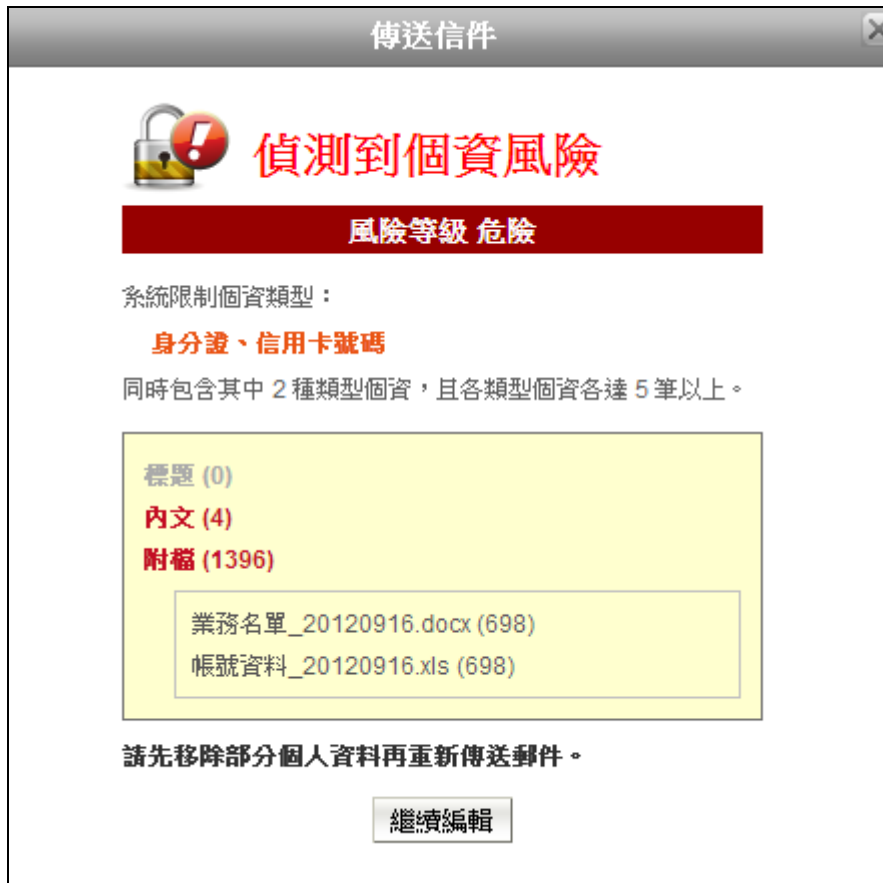 傳送信件
偵測到個資風險
風險等級 危險
系統限制個資類型：
身分證、信用卡號碼
同時包含其中 2 種類型個資，且各類型個資各達 5 筆以上。
標題 (0)
內文 (4)
附檔 (1396)
業務名單_20120916.docx (698)
帳號資料_20120916.xls (698)
請先移除部分個人資料再重新傳送郵件。
繼續編輯